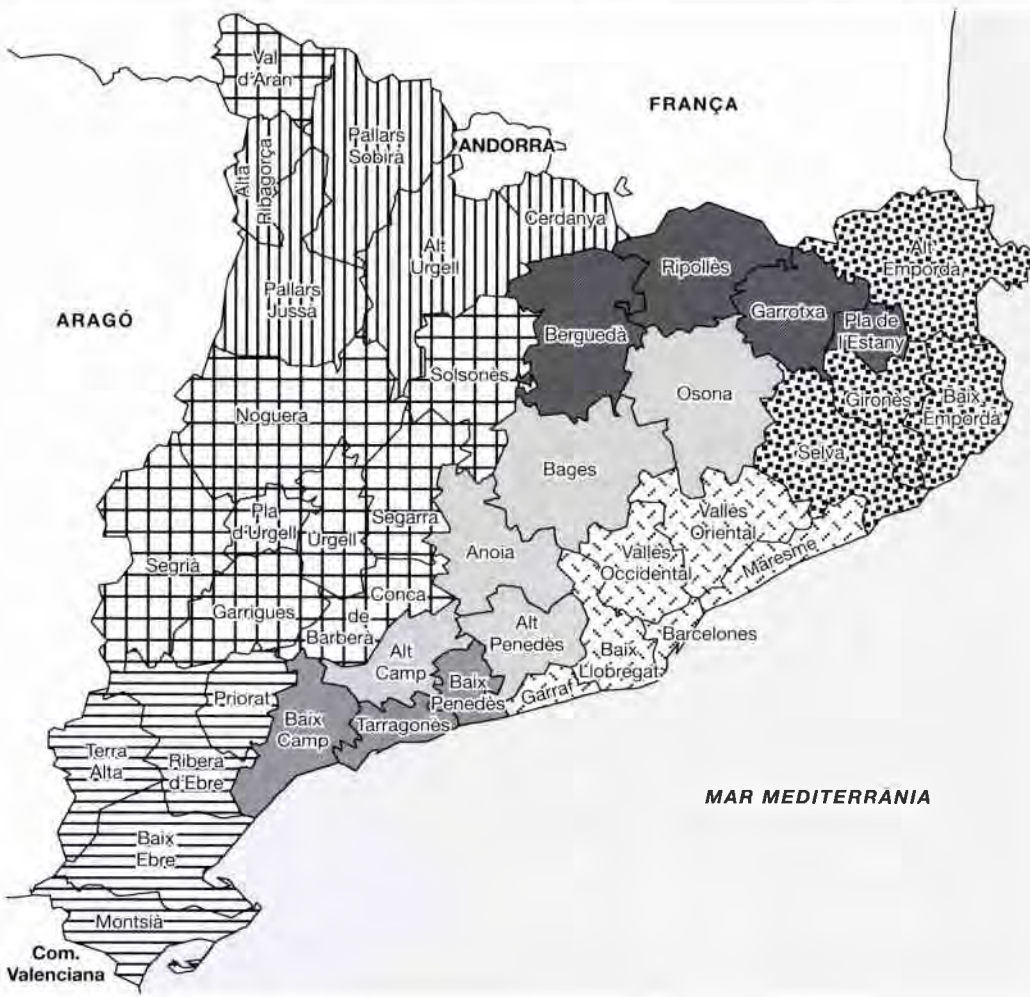 Val
d'Aran
FRANÇA
Pallars
Sobirà
ANDORRA
Alta
Ribagorça
Cerdanya
Alt
Urgell
Ripollès
Alt
Empordà
Pallars
Jussà
Garrotxa
ARAGÓ
Pla de
l'Estany
Berguedà
Solsonès
Osona
Gironès
Baix
Empordà
Noguera
Selva
Bages
Pla
d'Urgell
Segarra
Vallès
Oriental
Urgell
Anoia
Vallès
Occidental
Maresme
Segrià
Conca
de
Barberà
Garrigues
Alt
Penedès
Barcelones
Alt
Camp
Baix
Llobregat
Baix
Penedès
Garraf
Priorat
Baix
Camp
Tarragonès
Terra
Alta
Ribera
d'Ebre
MAR MEDITERRÀNIA
Baix
Ebre
Montsià
Com.
Valenciana